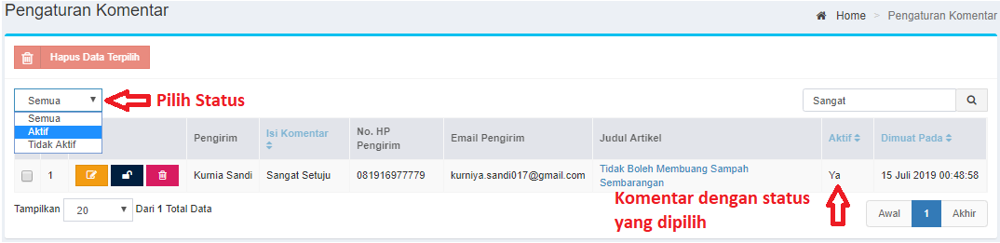 Pengaturan Komentar
Home > Pengaturan Komentar
Hapus Data Terpilih
Semua
Pilih Status
Sangat
Semua
Aktif
Tidak Aktif
Pengirim
Isi Komentar
No. HP
Pengirim
Email Pengirim
Judul Artikel
Aktif
Dimuat Pada
1
Kurnia Sandi
Sangat Setuju
081916977779
kurniya.sandi017@gmail.com
Tidak Boleh Membuang Sampah
Sembarangan
Ya
15 Juli 2019 00:48:58
Komentar dengan status
yang dipilih
Tampilkan 20 Dari 1 Total Data
Awal 1 Akhir